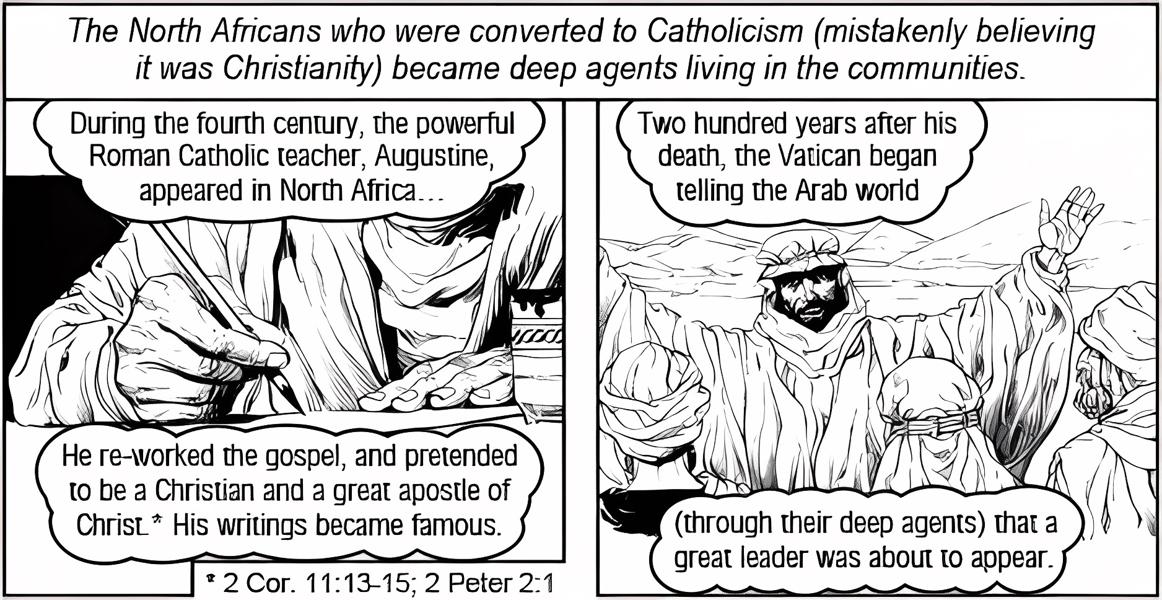 The North Africans who were converted to Catholicism (mistakenly believing
it was Christianity) became deep agents living in the communities.
During the fourth century, the powerful
Roman Catholic teacher, Augustine,
appeared in North Africa...
He re-worked the gospel, and pretended
to be a Christian and a great apostle of
Christ.* His writings became famous.
* 2 Cor. 11:13-15; 2 Peter 2:1
Two hundred years after his
death, the Vatican began
telling the Arab world
(through their deep agents) that a
great leader was about to appear.